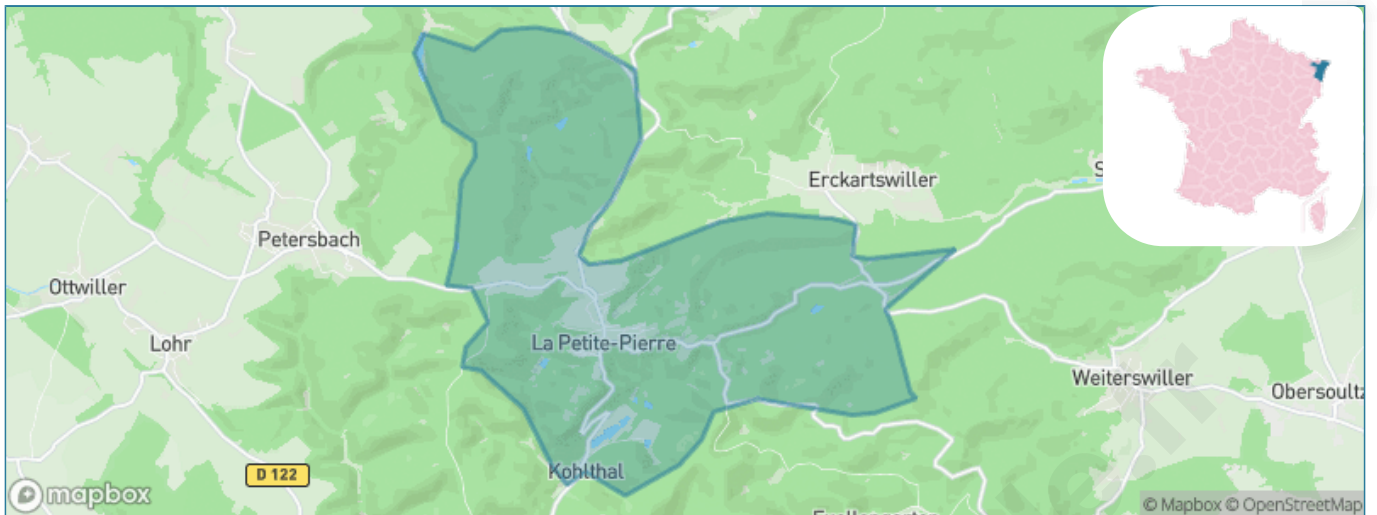 Erckartswiller
Petersbach
Ottwiller
La Petite-Pierre
Lohr
Weiterswiller
Obersoultz
Kohlthal
D 122
mapbox
© Mapbox © OpenStreetMap